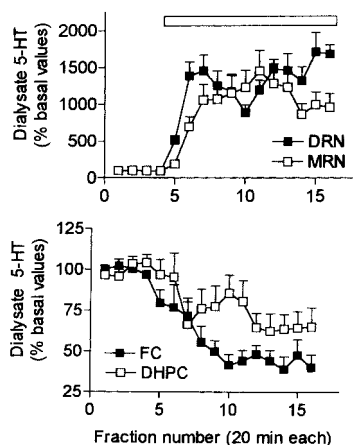 Dialysate 5-HT
(% basal values)
2000
1500
1000
500
0
DRN
MRN
0
5
10
15
Dialysate 5-HT
(% basal values)
125
100
75
50
25
FC
DHPC
0
5
10
15
Fraction number (20 min each)